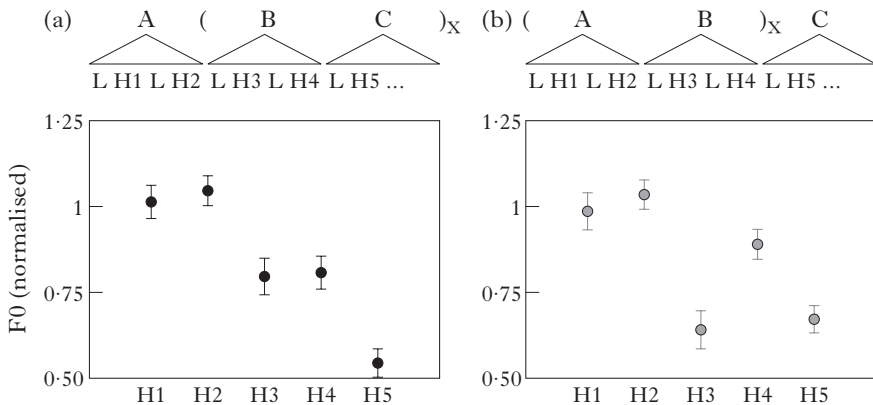 (a) A ( B C )X
L H1 L H2 L H3 L H4 L H5 ...
(b) ( A B )X C
L H1 L H2 L H3 L H4 L H5 ...
F0 (normalised)
1·25
1
0·75
0·50
H1 H2 H3 H4 H5
1·25
1
0·75
0·50
H1 H2 H3 H4 H5